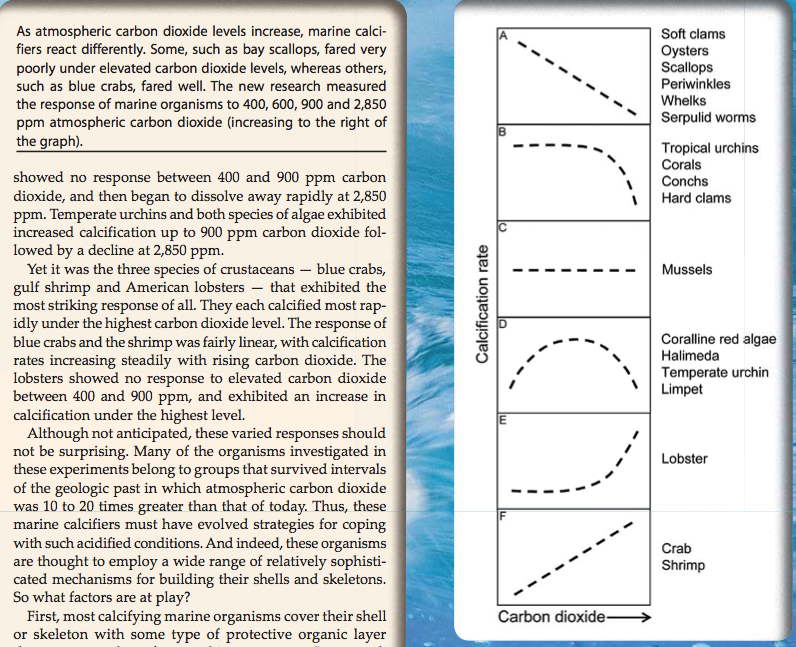 As atmospheric carbon dioxide levels increase, marine calci-
fiers react differently. Some, such as bay scallops, fared very
poorly under elevated carbon dioxide levels, whereas others,
such as blue crabs, fared well. The new research measured
the response of marine organisms to 400, 600, 900 and 2,850
ppm atmospheric carbon dioxide (increasing to the right of
the graph).
showed no response between 400 and 900 ppm carbon
dioxide, and then began to dissolve away rapidly at 2,850
ppm. Temperate urchins and both species of algae exhibited
increased calcification up to 900 ppm carbon dioxide fol-
lowed by a decline at 2,850 ppm.
Yet it was the three species of crustaceans — blue crabs,
gulf shrimp and American lobsters — that exhibited the
most striking response of all. They each calcified most rap-
idly under the highest carbon dioxide level. The response of
blue crabs and the shrimp was fairly linear, with calcification
rates increasing steadily with rising carbon dioxide. The
lobsters showed no response to elevated carbon dioxide
between 400 and 900 ppm, and exhibited an increase in
calcification under the highest level.
Although not anticipated, these varied responses should
not be surprising. Many of the organisms investigated in
these experiments belong to groups that survived intervals
of the geologic past in which atmospheric carbon dioxide
was 10 to 20 times greater than that of today. Thus, these
marine calcifiers must have evolved strategies for coping
with such acidified conditions. And indeed, these organisms
are thought to employ a wide range of relatively sophisti-
cated mechanisms for building their shells and skeletons.
So what factors are at play?
First, most calcifying marine organisms cover their shell
or skeleton with some type of protective organic layer
Calcification rate
A
Soft clams
Oysters
Scallops
Periwinkles
Whelks
Serpulid worms
B
Tropical urchins
Corals
Conchs
Hard clams
C
Mussels
D
Coralline red algae
Halimeda
Temperate urchin
Limpet
E
Lobster
F
Crab
Shrimp
Carbon dioxide